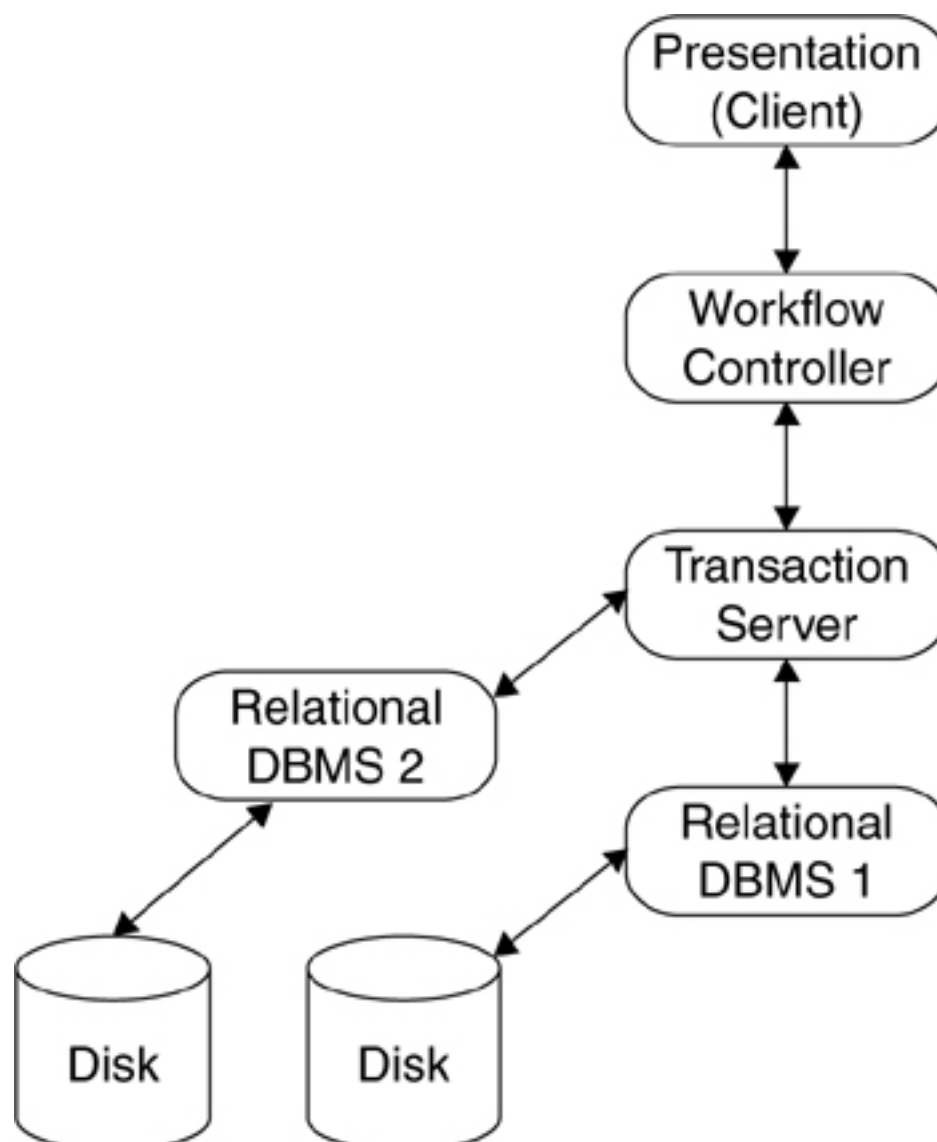 Presentation
(Client)
Workflow
Controller
Transaction
Server
Relational
DBMS 2
Relational
DBMS 1
Disk
Disk